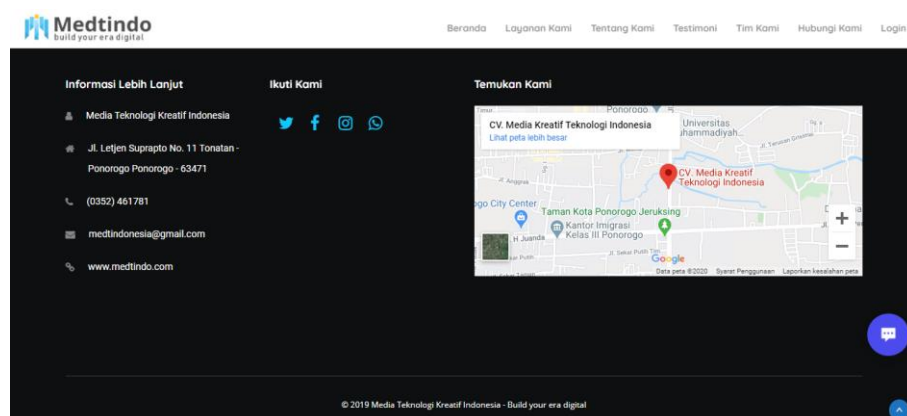 Medtindo
build your era digital
Beranda Layanan Kami Tentang Kami Testimoni Tim Kami Hubungi Kami Login
Informasi Lebih Lanjut
Media Teknologi Kreatif Indonesia
Jl. Letjen Suprapto No. 11 Tonatan -
Ponorogo Ponorogo - 63471
(0352) 461781
medtindonesia@gmail.com
www.medtindo.com
Ikuti Kami
Temukan Kami
CV. Media Kreatif Teknologi Indonesia
Lihat peta lebih besar
Ponorogo
Universitas
CV. Media Kreatif
Teknologi Indonesia
City Center
Taman Kota Ponorogo Jeruksing
Kantor Imigrasi
Kelas III Ponorogo
H Juanda
Google
Data peta ©2020 Syarat Penggunaan Laporkan kesalahan peta
© 2019 Media Teknologi Kreatif Indonesia - Build your era digital